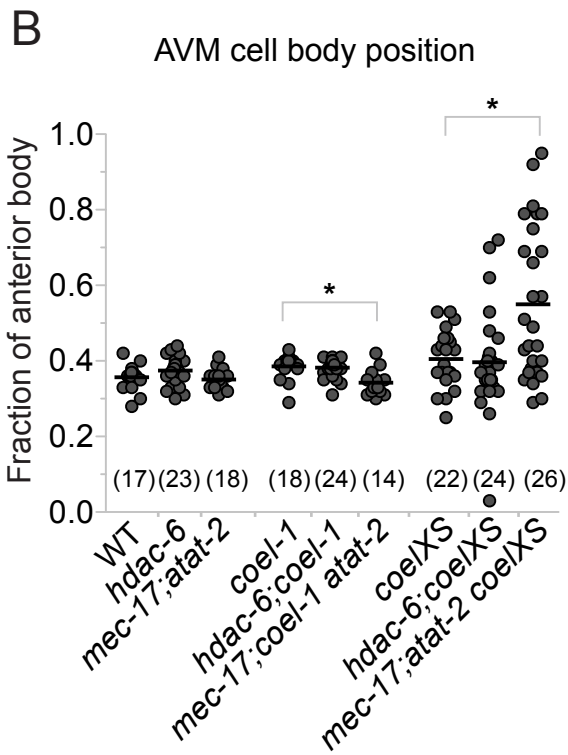 B
AVM cell body position
*
*
Fraction of anterior body
1.0
0.8
0.6
0.4
0.2
0.0
(17) (23) (18) (18) (24) (14) (22) (24) (26)
WT
hdac-6
mec-17;atat-2
coel-1
hdac-6;coel-1
mec-17;coel-1 atat-2
coelXS
hdac-6;coelXS
mec-17;atat-2 coelXS